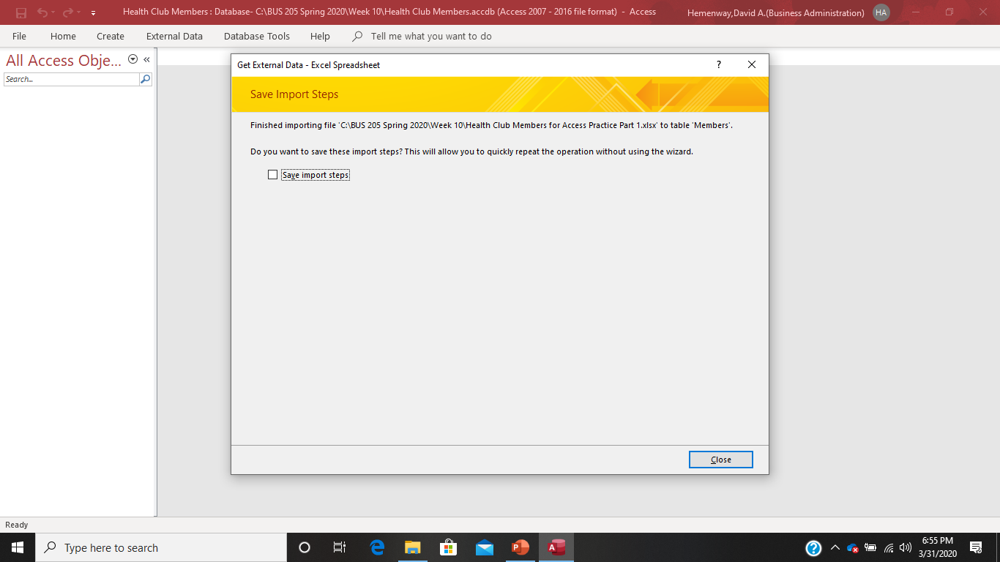 Health Club Members : Database- C:\BUS 205 Spring 2020\Week 10\Health Club Members.accdb (Access 2007 - 2016 file format) - Access
Hemenway,David A.(Business Administration)
HA
File Home Create External Data Database Tools Help Tell me what you want to do
All Access Obje...
Search...
Get External Data - Excel Spreadsheet
?
Save Import Steps
Finished importing file 'C:\BUS 205 Spring 2020\Week 10\Health Club Members for Access Practice Part 1.xlsx' to table 'Members'.
Do you want to save these import steps? This will allow you to quickly repeat the operation without using the wizard.
Save import steps
Close
Ready
Type here to search
6:55 PM
3/31/2020